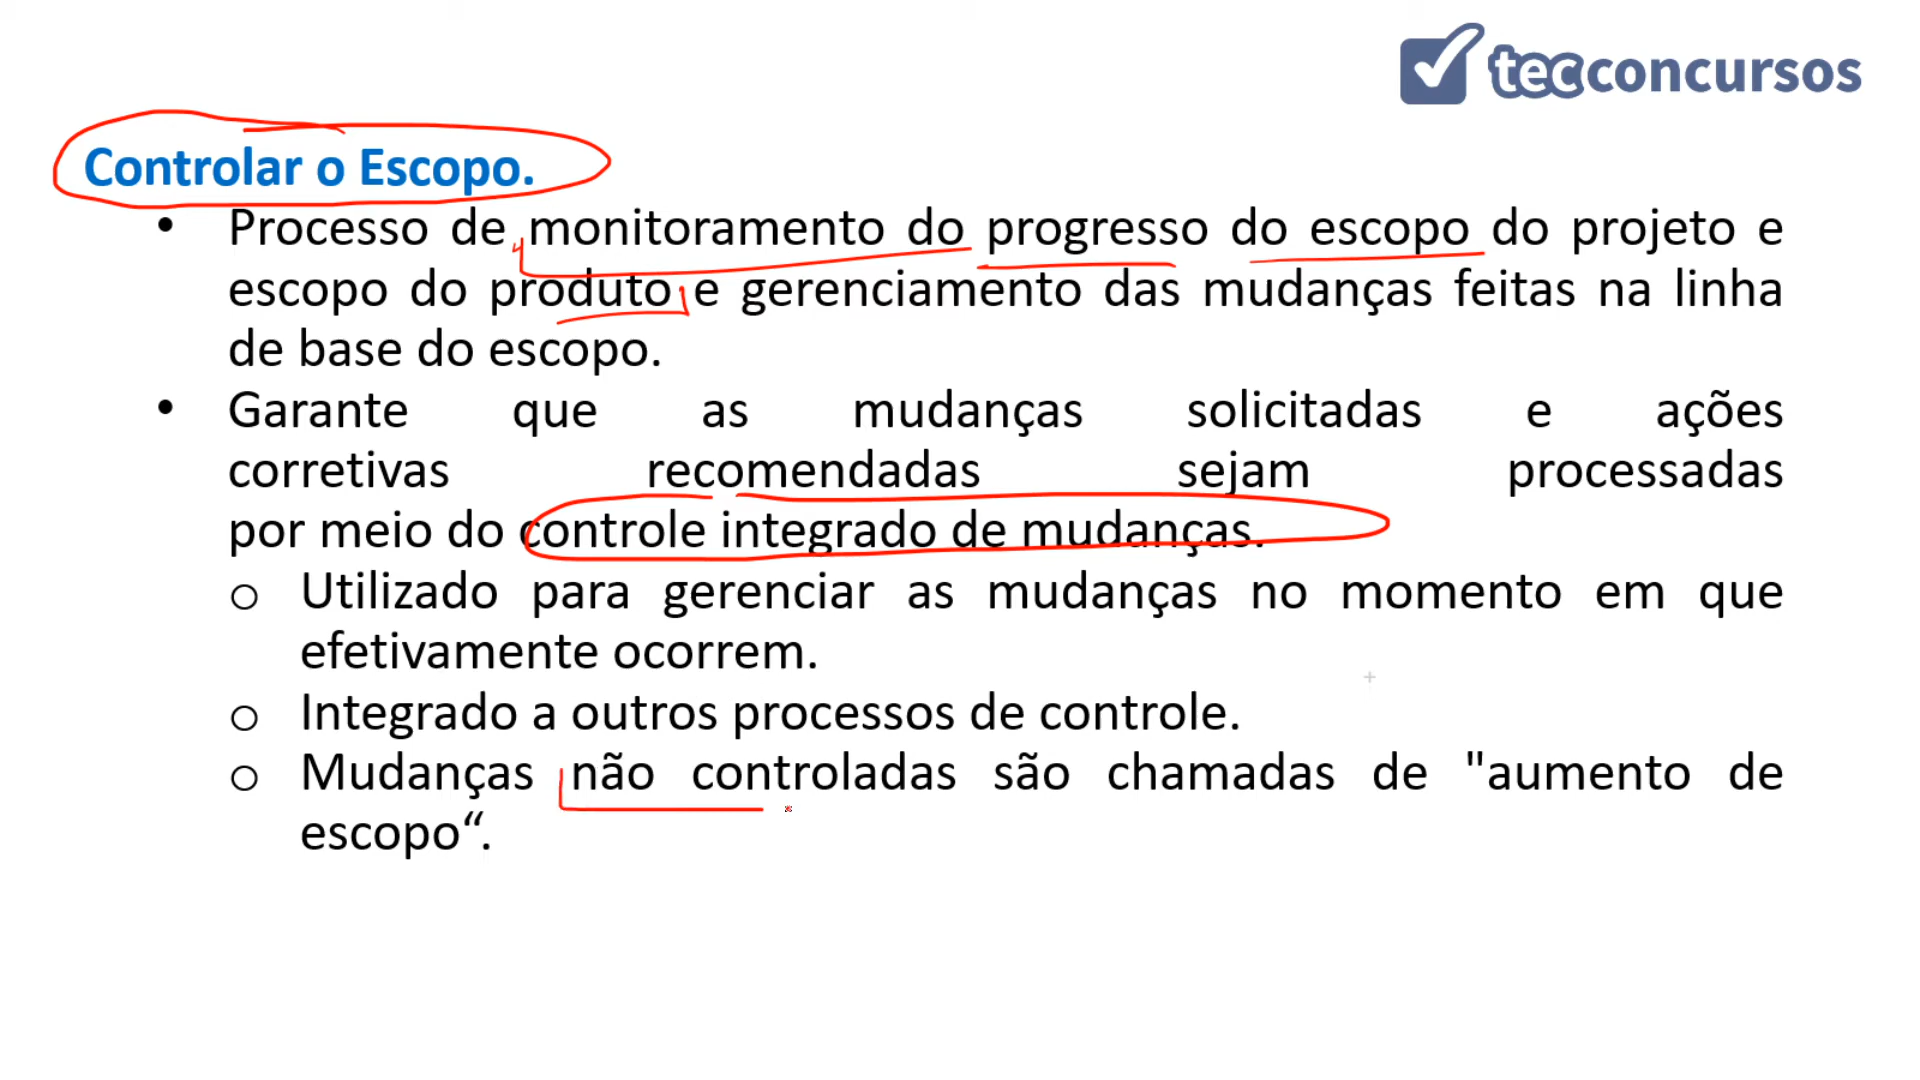 tecconcursos
Controlar o Escopo.
• Processo de monitoramento do progresso do escopo do projeto e
escopo do produto e gerenciamento das mudanças feitas na linha
de base do escopo.
• Garante que as mudanças solicitadas e ações
corretivas recomendadas sejam processadas
por meio do controle integrado de mudanças.
o Utilizado para gerenciar as mudanças no momento em que
efetivamente ocorrem.
o Integrado a outros processos de controle.
o Mudanças não controladas são chamadas de "aumento de
escopo“.